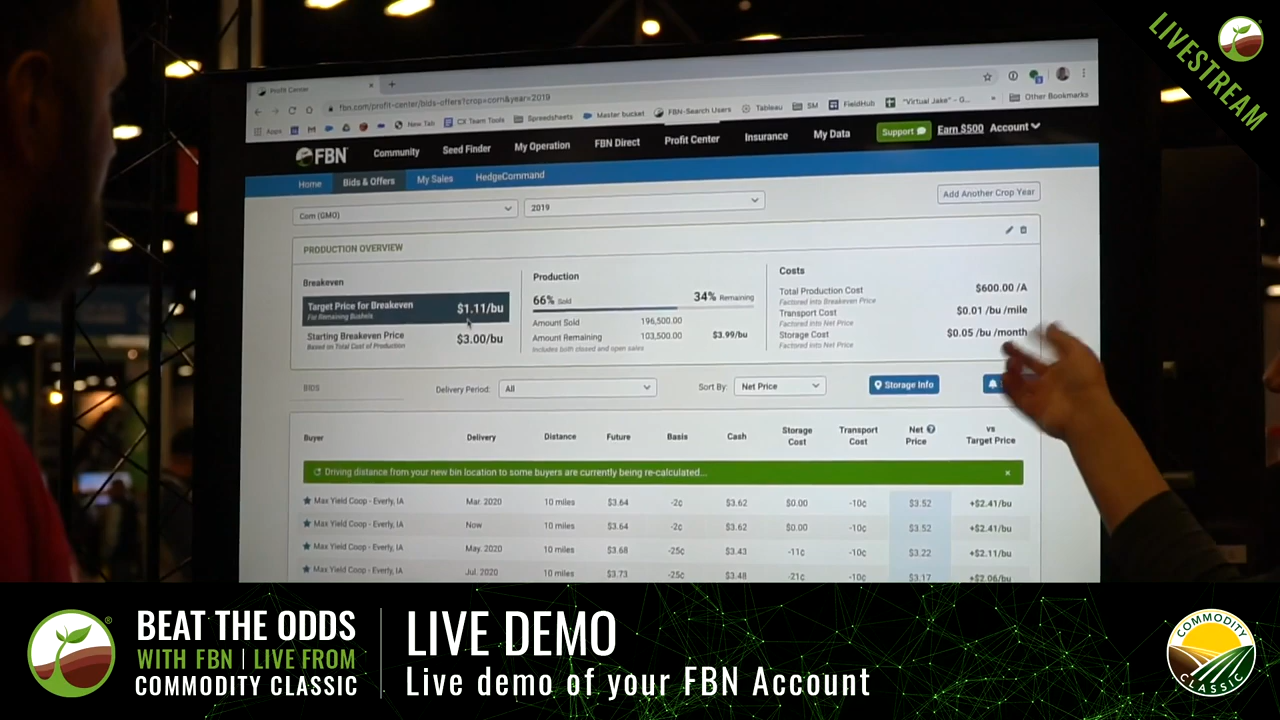 LIVESTREAM
Profit Center
fbn.com/profit-center/bids-offers?crop=corn&year=2019
Apps New Tab CX Team Tools Spreedsheets Master bucket FBN-Search Users Tableau SM FieldHub "Virtual Jake" – G... » Other Bookmarks
FBN Community Seed Finder My Operation FBN Direct Profit Center Insurance My Data Support Earn $500 Account
Home Bids & Offers My Sales HedgeCommand
Corn (GMO) 2019 Add Another Crop Year
PRODUCTION OVERVIEW
Breakeven
Target Price for Breakeven $1.11/bu
For Remaining Bushels
Starting Breakeven Price $3.00/bu
Based on Total Cost of Production
Production
66% Sold 34% Remaining
Amount Sold 196,500.00
Amount Remaining 103,500.00 $3.99/bu
Includes both closed and open sales
Costs
Total Production Cost $600.00 /A
Factored into Breakeven Price
Transport Cost $0.01 /bu /mile
Factored into Net Price
Storage Cost $0.05 /bu /month
Factored into Net Price
BIDS Delivery Period: All Sort By: Net Price Storage Info
Buyer Delivery Distance Future Basis Cash Storage Cost Transport Cost Net Price vs Target Price
Driving distance from your new bin location to some buyers are currently being re-calculated... ×
Max Yield Coop - Everly, IA Mar. 2020 10 miles $3.64 -2¢ $3.62 $0.00 -10¢ $3.52 +$2.41/bu
Max Yield Coop - Everly, IA Now 10 miles $3.64 -2¢ $3.62 $0.00 -10¢ $3.52 +$2.41/bu
Max Yield Coop - Everly, IA May. 2020 10 miles $3.68 -25¢ $3.43 -11¢ -10¢ $3.22 +$2.11/bu
Max Yield Coop - Everly, IA Jul. 2020 10 miles $3.73 -25¢ $3.48 -21¢ -10¢ $3.17 +$2.06/bu
BEAT THE ODDS
WITH FBN | LIVE FROM
COMMODITY CLASSIC
LIVE DEMO
Live demo of your FBN Account
COMMODITY
CLASSIC